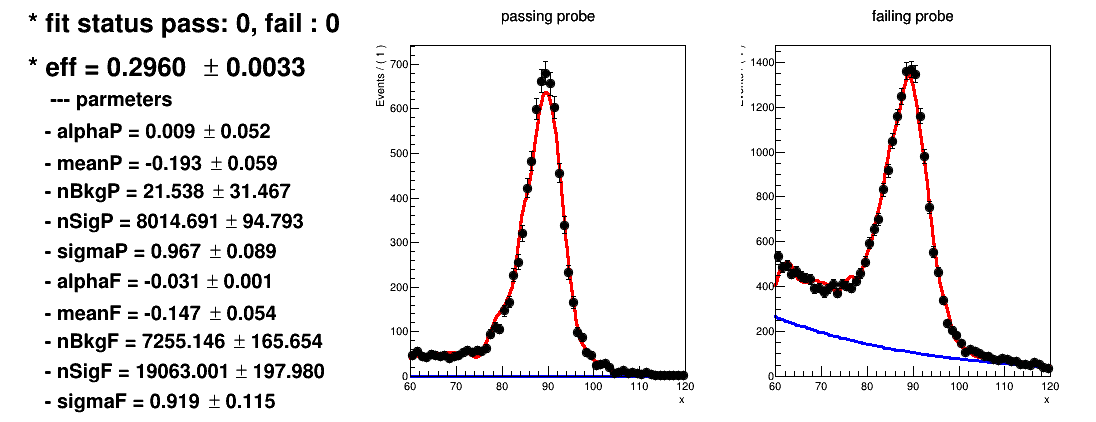 * fit status pass: 0, fail : 0
* eff = 0.2960 ± 0.0033
--- parmeters
- alphaP = 0.009 ± 0.052
- meanP = -0.193 ± 0.059
- nBkgP = 21.538 ± 31.467
- nSigP = 8014.691 ± 94.793
- sigmaP = 0.967 ± 0.089
- alphaF = -0.031 ± 0.001
- meanF = -0.147 ± 0.054
- nBkgF = 7255.146 ± 165.654
- nSigF = 19063.001 ± 197.980
- sigmaF = 0.919 ± 0.115
passing probe
Events / ( 1 )
700
600
500
400
300
200
100
0
60 70 80 90 100 110 120
x
failing probe
1400
1200
1000
800
600
400
200
0
60 70 80 90 100 110 120
x